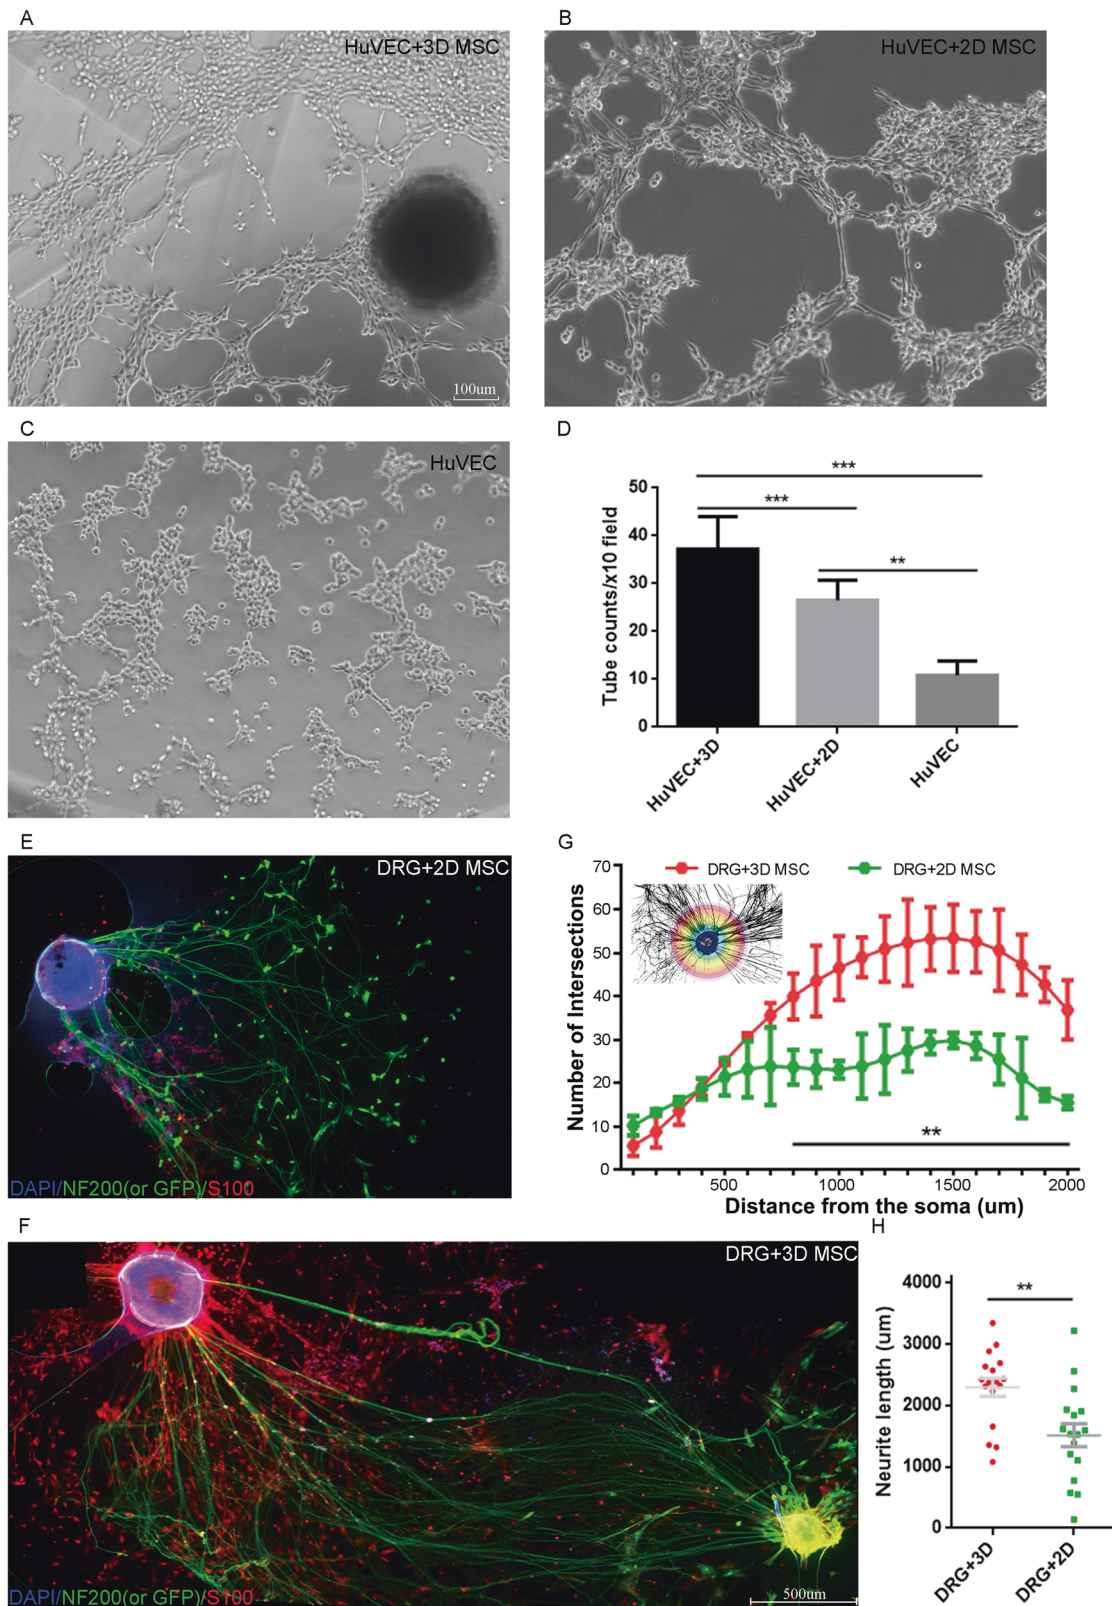 A
HuVEC+3D MSC
100um
B
HuVEC+2D MSC
C
HuVEC
D
***
***
**
Tube counts/x10 field
50
40
30
20
10
0
HuVEC+3D
HuVEC+2D
HuVEC
E
DRG+2D MSC
DAPI/NF200(or GFP)/S100
G
DRG+3D MSC
DRG+2D MSC
Number of Intersections
70
60
50
40
30
20
10
0
**
500
1000
1500
2000
Distance from the soma (um)
F
DRG+3D MSC
DAPI/NF200(or GFP)/S100
500um
H
**
Neurite length (um)
4000
3000
2000
1000
0
DRG+3D
DRG+2D